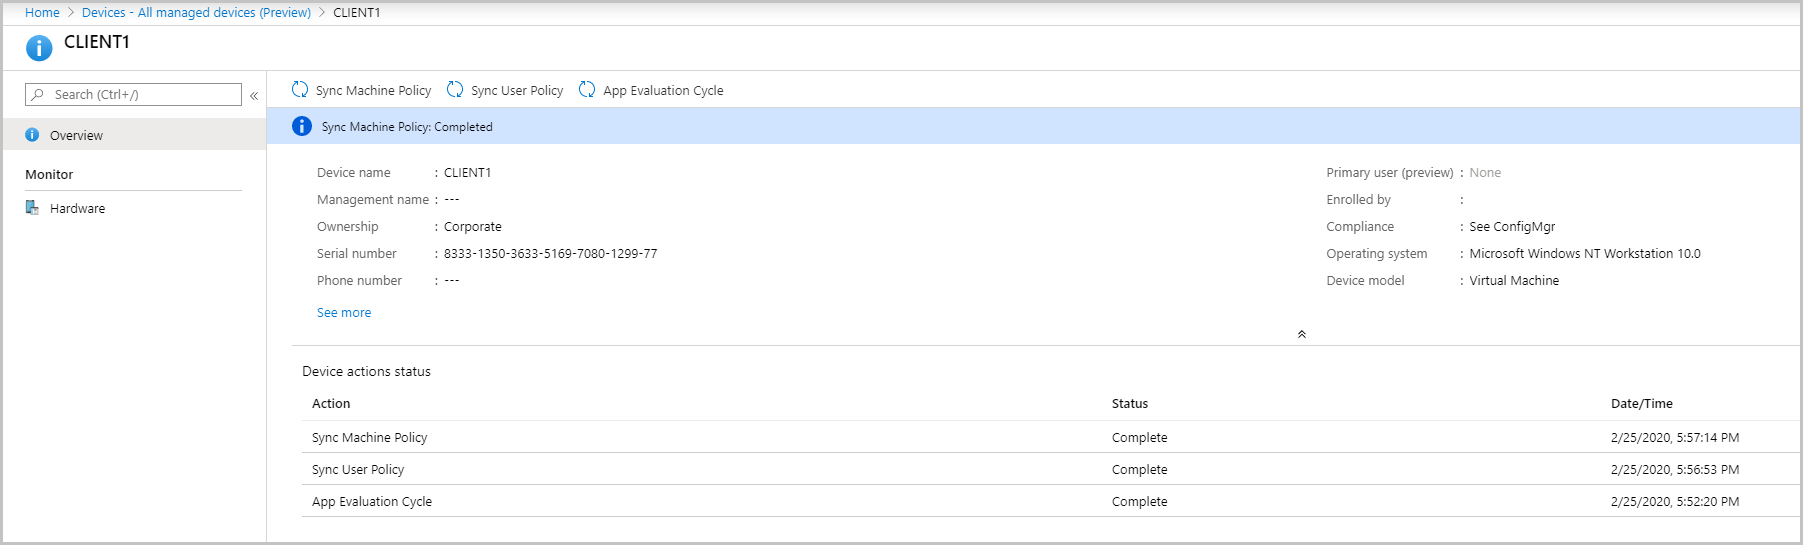 Home > Devices - All managed devices (Preview) > CLIENT1
CLIENT1
Search (Ctrl+/)
«
Overview
Monitor
Hardware
Sync Machine Policy Sync User Policy App Evaluation Cycle
Sync Machine Policy: Completed
Device name : CLIENT1
Management name : ---
Ownership : Corporate
Serial number : 8333-1350-3633-5169-7080-1299-77
Phone number : ---
See more
Primary user (preview) : None
Enrolled by :
Compliance : See ConfigMgr
Operating system : Microsoft Windows NT Workstation 10.0
Device model : Virtual Machine
Device actions status
Action Status Date/Time
Sync Machine Policy Complete 2/25/2020, 5:57:14 PM
Sync User Policy Complete 2/25/2020, 5:56:53 PM
App Evaluation Cycle Complete 2/25/2020, 5:52:20 PM